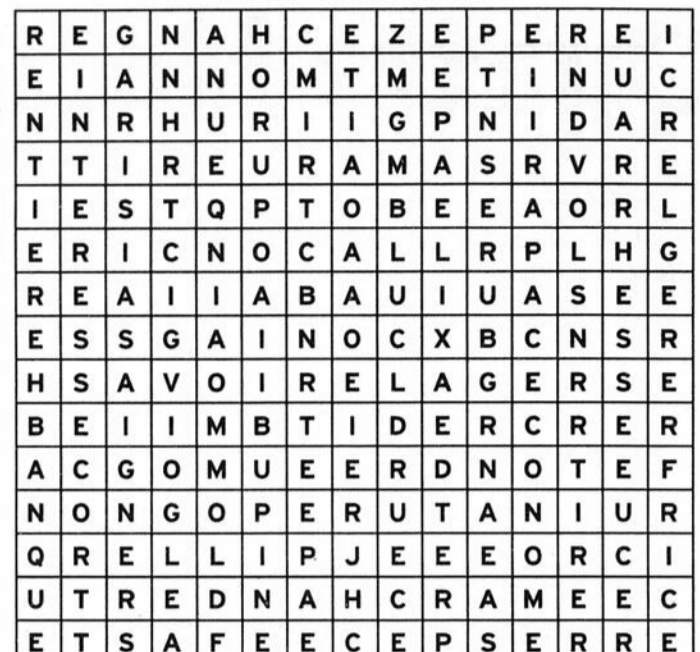 R E G N A H C E Z E P E R E I
E I A N N O M T M E T I N U C
N N R H U R I I G P N I D A R
T T I R E U R A M A S R V R E
I E S T Q P T O B E E A O R L
E R I C N O C A L L R P L H G
R E A I I A B A U I U A S E E
E S S G A I N O C X B C N S R
H S A V O I R E L A G E R S E
B E I I M B T I D E R C R E R
A C G O M U E E R D N O T E F
N O N G O P E R U T A N I U R
Q R E L L I P J E E E O R C I
U T R E D N A H C R A M E E C
E T S A F E E C E P S E R R E